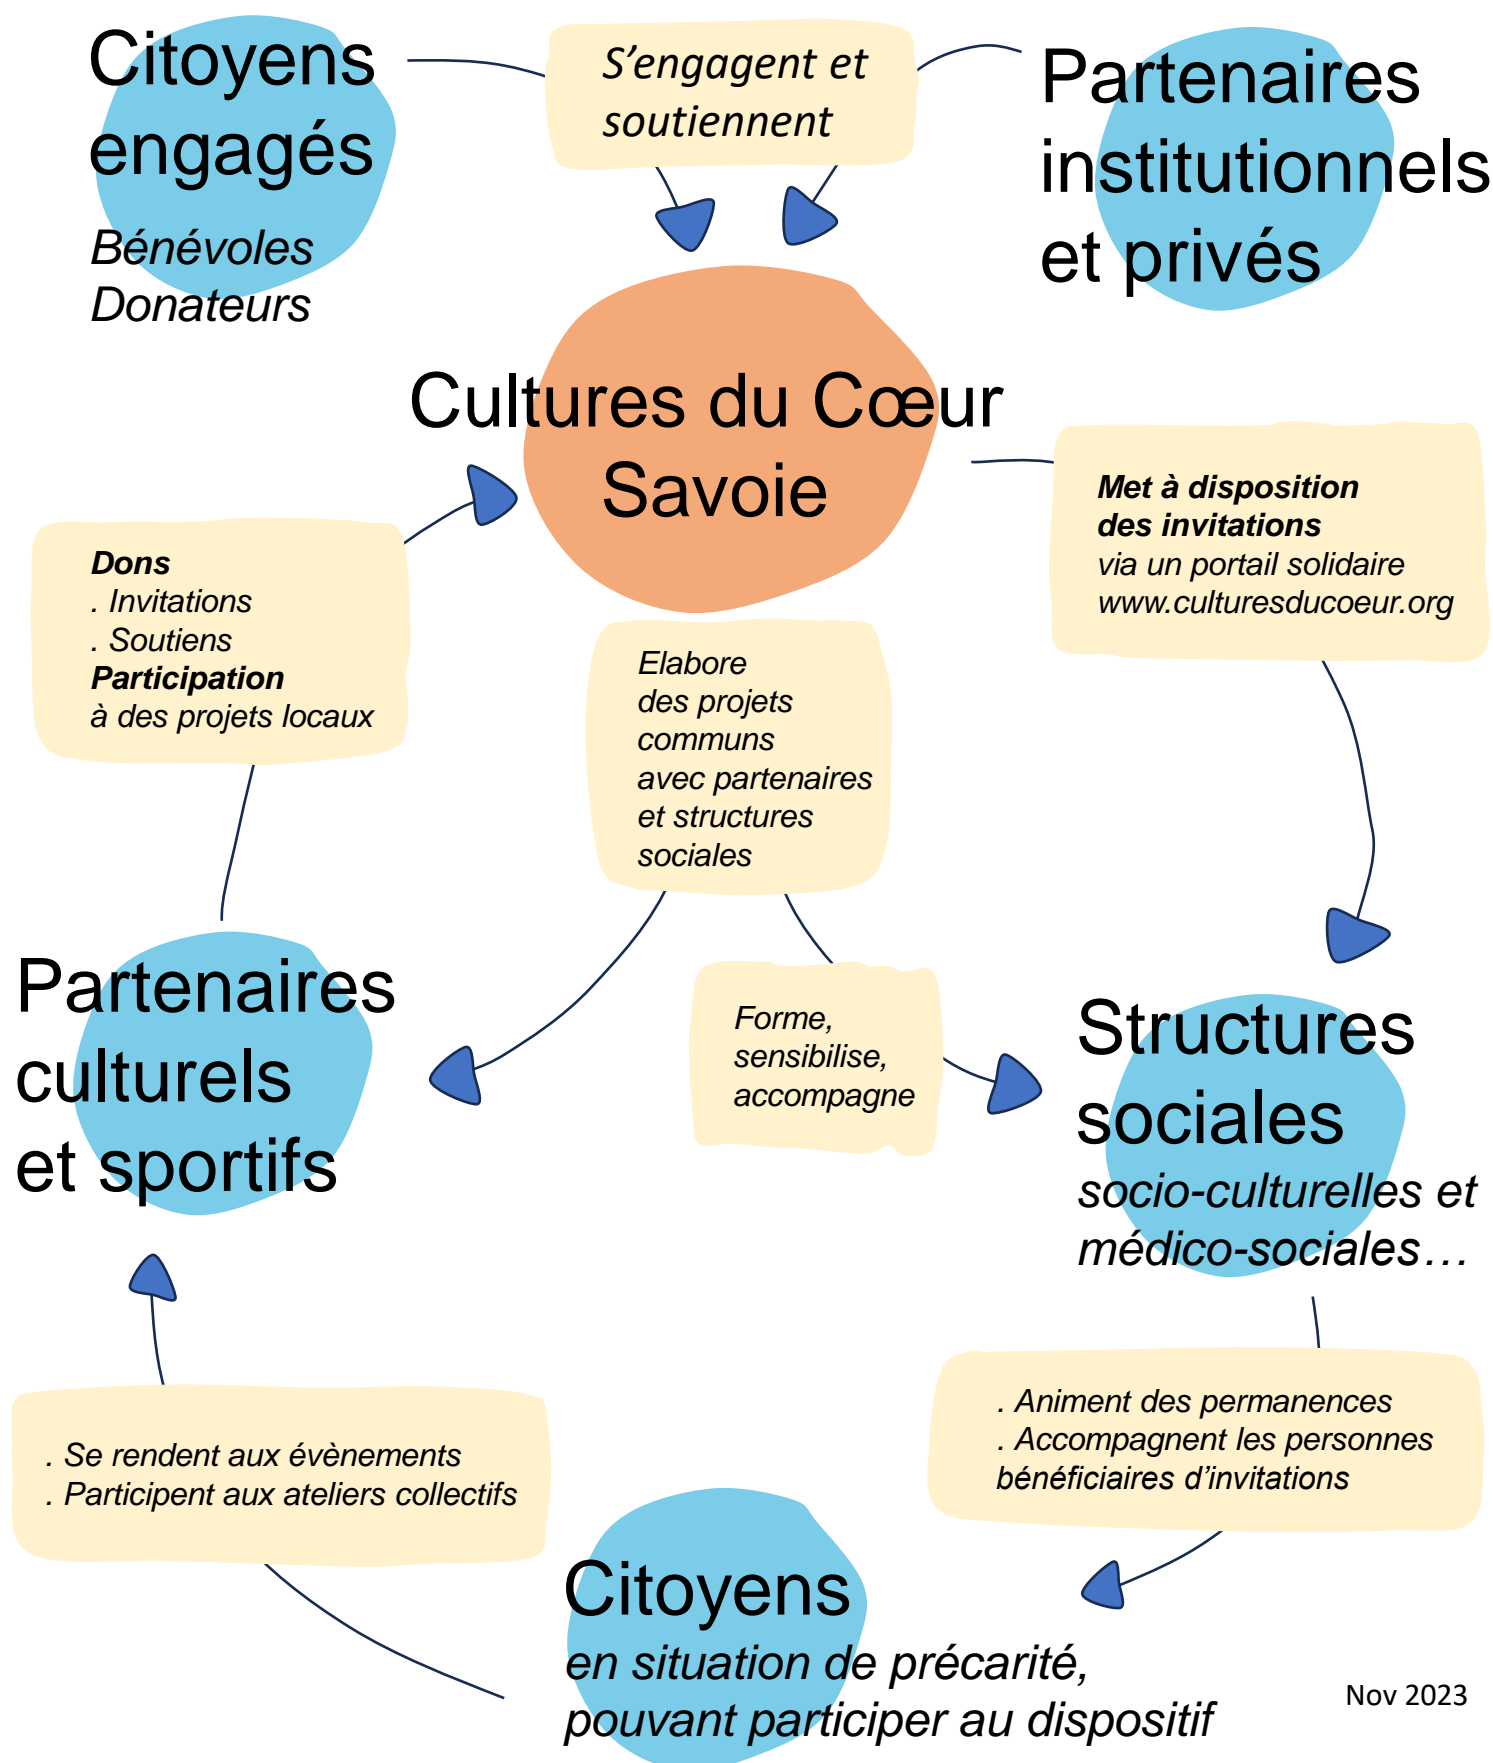 Citoyens
engagés
Bénévoles
Donateurs
S’engagent et
soutiennent
Partenaires
institutionnels
et privés
Cultures du Cœur
Savoie
Met à disposition
des invitations
via un portail solidaire
www.culturesducoeur.org
Dons
. Invitations
. Soutiens
Participation
à des projets locaux
Elabore
des projets
communs
avec partenaires
et structures
sociales
Partenaires
culturels
et sportifs
Forme,
sensibilise,
accompagne
Structures
sociales
socio-culturelles et
médico-sociales…
. Se rendent aux évènements
. Participent aux ateliers collectifs
. Animent des permanences
. Accompagnent les personnes
bénéficiaires d’invitations
Citoyens
en situation de précarité,
pouvant participer au dispositif
Nov 2023